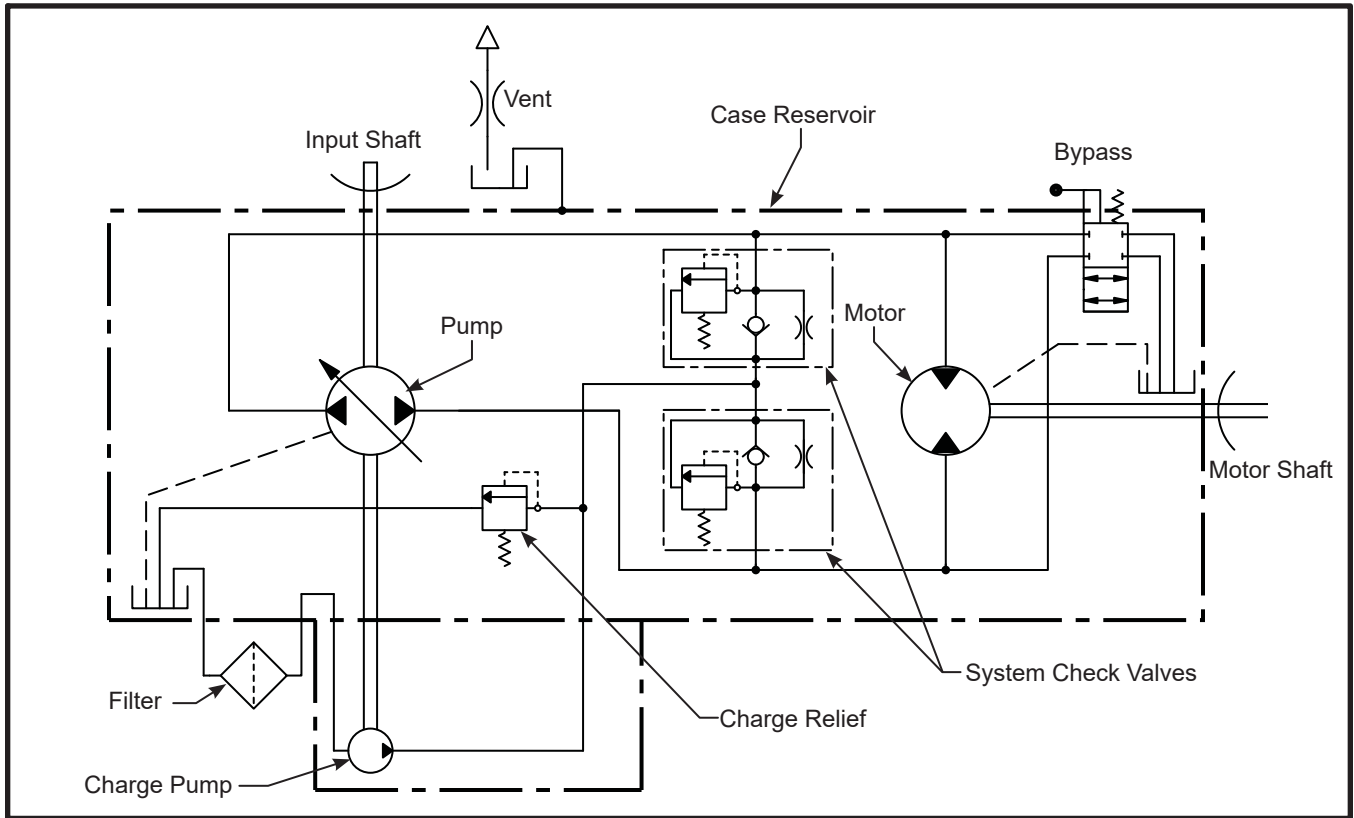 Vent
Case Reservoir
Input Shaft
Bypass
Pump
Motor
Motor Shaft
System Check Valves
Filter
Charge Relief
Charge Pump